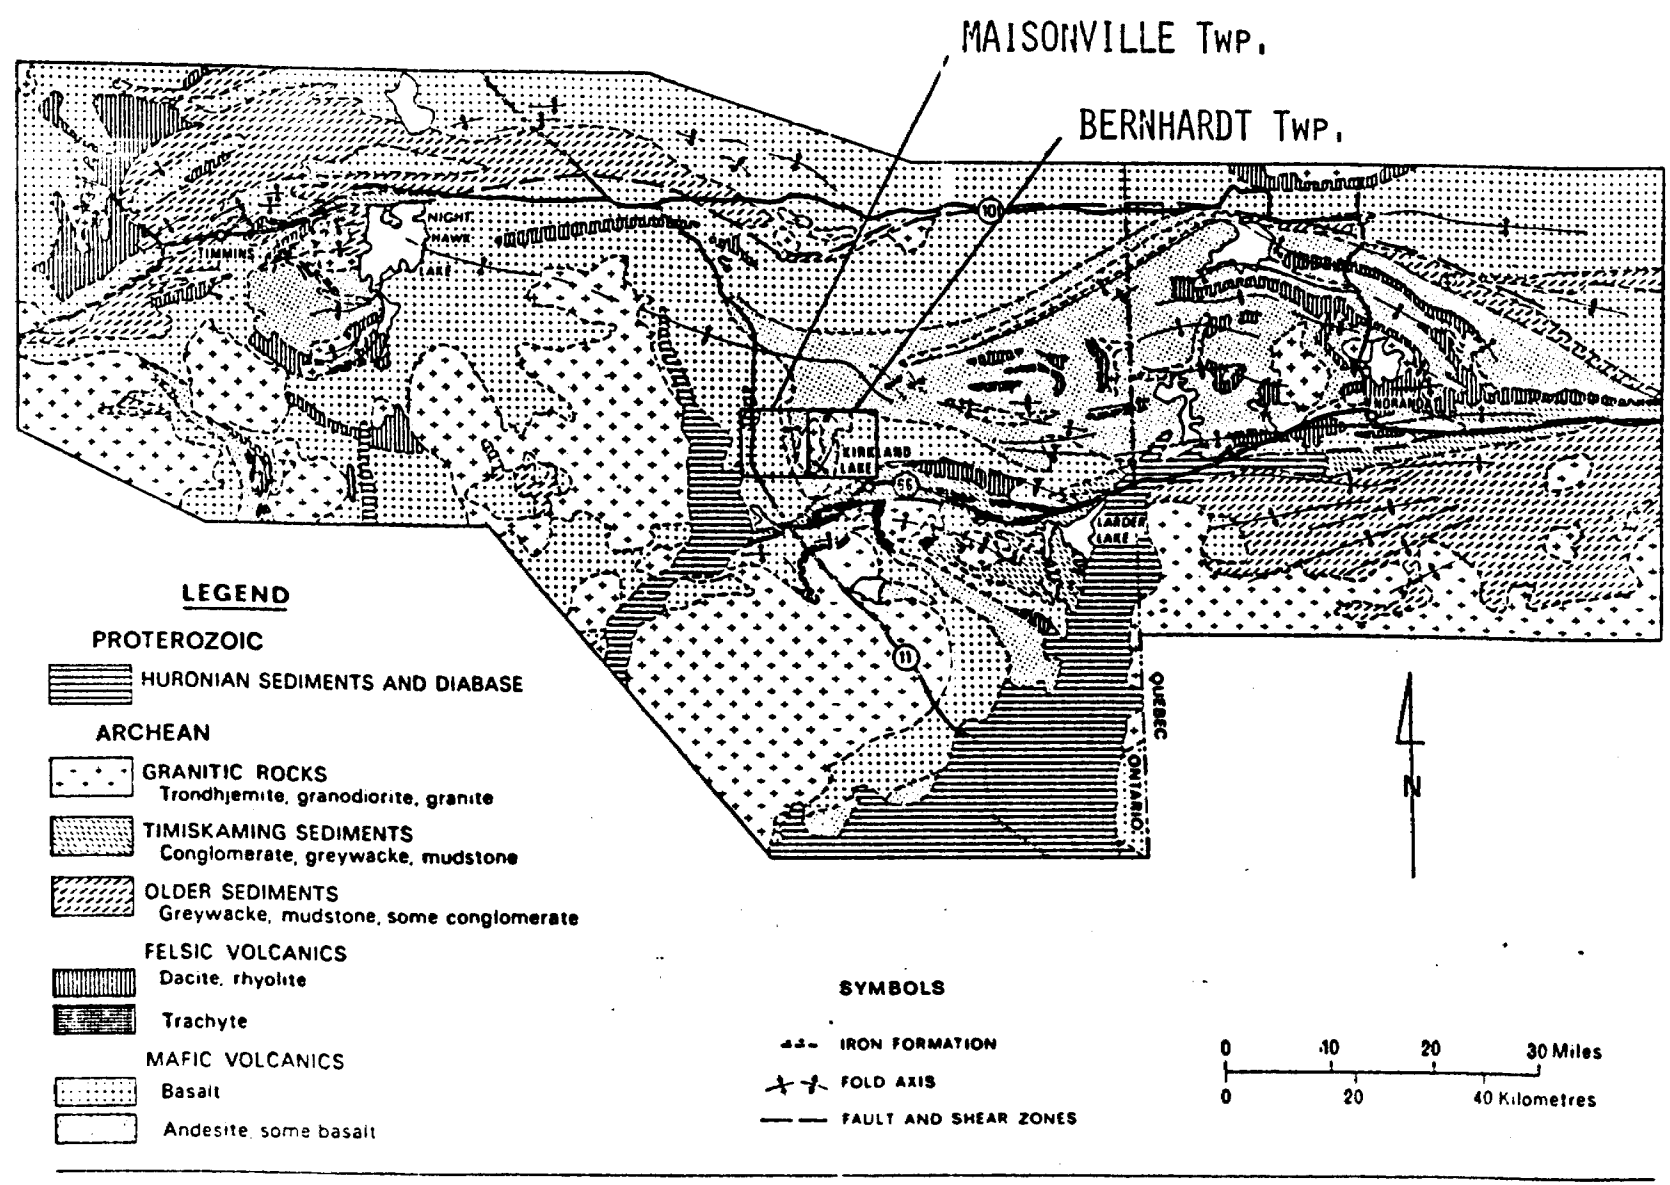 MAISONVILLE TWP.
BERNHARDT TWP.
101
NIGHT
HAWK
LAKE
TIMMINS
NORANDA
KIRKLAND
LAKE
66
LARDER
LAKE
11
QUEBEC
ONTARIO
N
LEGEND
PROTEROZOIC
HURONIAN SEDIMENTS AND DIABASE
ARCHEAN
GRANITIC ROCKS
Trondhjemite, granodiorite, granite
TIMISKAMING SEDIMENTS
Conglomerate, greywacke, mudstone
OLDER SEDIMENTS
Greywacke, mudstone, some conglomerate
FELSIC VOLCANICS
Dacite, rhyolite
Trachyte
MAFIC VOLCANICS
Basalt
Andesite, some basalt
SYMBOLS
IRON FORMATION
FOLD AXIS
FAULT AND SHEAR ZONES
0 10 20 30 Miles
0 20 40 Kilometres